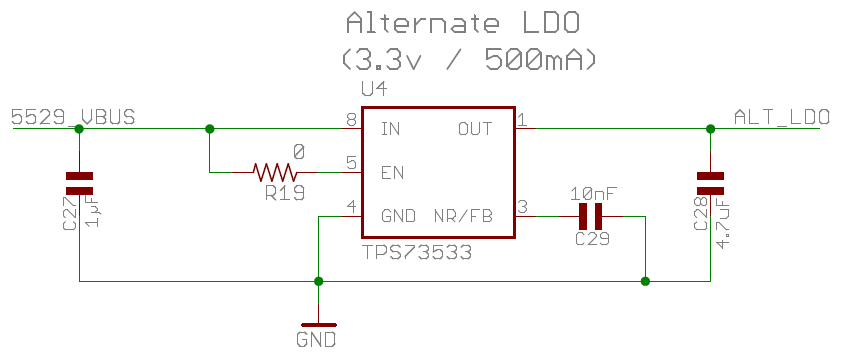 Alternate LDO
(3.3v / 500mA)
U4
5529_VBUS
8
IN
OUT
1
ALT_LDO
0
R19
5
EN
4
GND
NR/FB
3
10nF
C29
C27
1µF
C28
4.7uF
TPS73533
GND